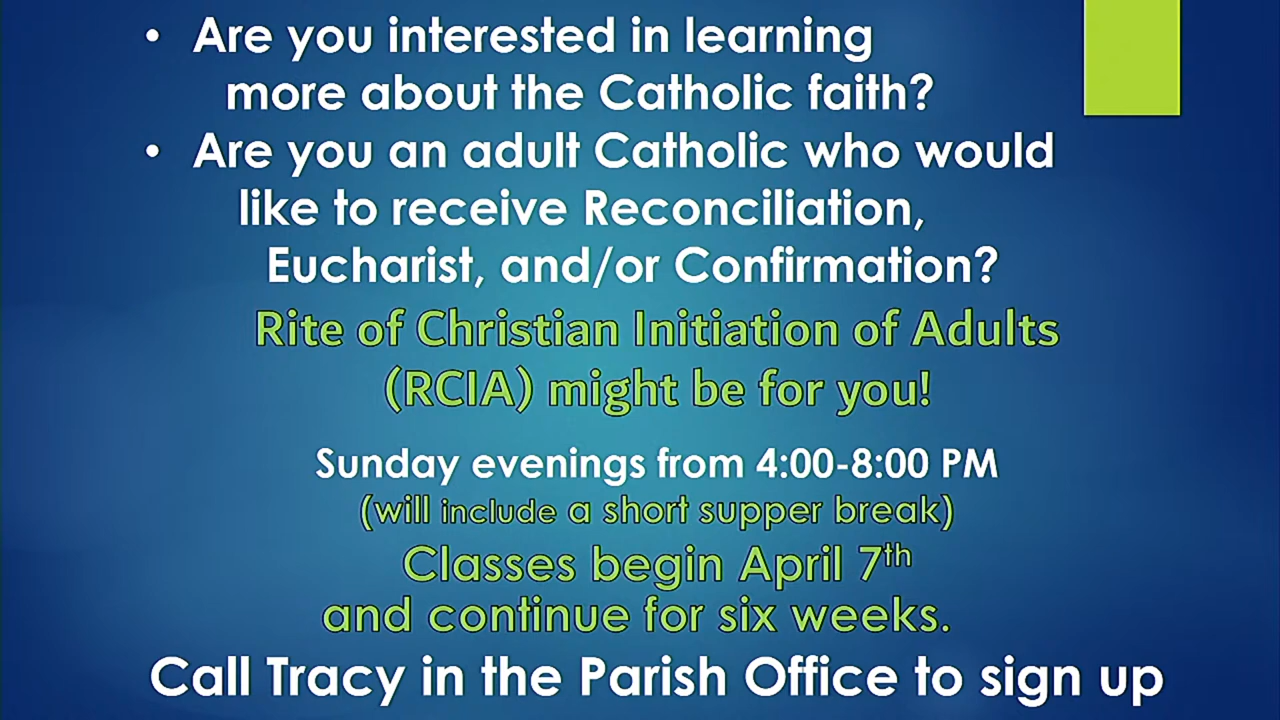 • Are you interested in learning
more about the Catholic faith?
• Are you an adult Catholic who would
like to receive Reconciliation,
Eucharist, and/or Confirmation?
Rite of Christian Initiation of Adults
(RCIA) might be for you!
Sunday evenings from 4:00-8:00 PM
(will include a short supper break)
Classes begin April 7th
and continue for six weeks.
Call Tracy in the Parish Office to sign up